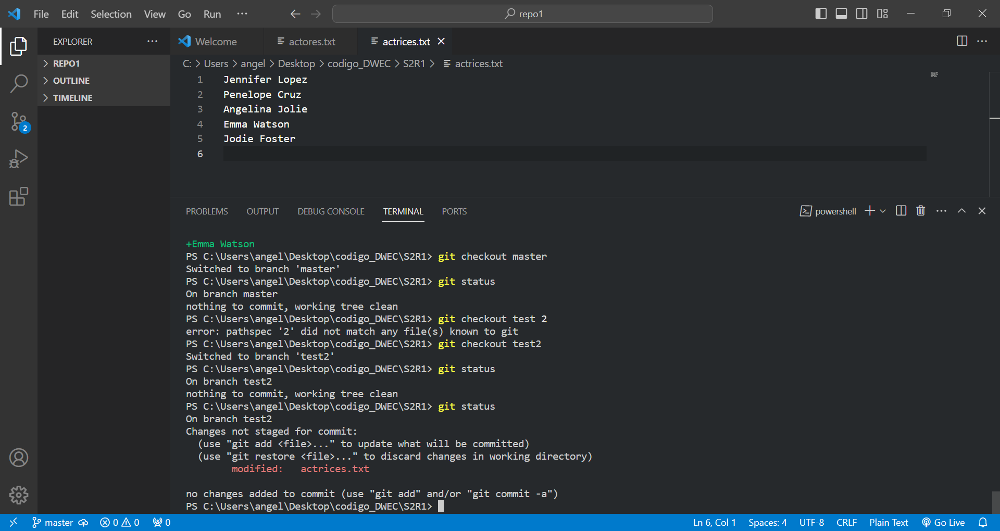 File Edit Selection View Go Run ··· repo1
EXPLORER ···
REPO1
OUTLINE
TIMELINE
2
Welcome actores.txt actrices.txt
C: > Users > angel > Desktop > codigo_DWEC > S2R1 > actrices.txt
1 Jennifer Lopez
2 Penelope Cruz
3 Angelina Jolie
4 Emma Watson
5 Jodie Foster
6
PROBLEMS OUTPUT DEBUG CONSOLE TERMINAL PORTS powershell
+Emma Watson
PS C:\Users\angel\Desktop\codigo_DWEC\S2R1> git checkout master
Switched to branch 'master'
PS C:\Users\angel\Desktop\codigo_DWEC\S2R1> git status
On branch master
nothing to commit, working tree clean
PS C:\Users\angel\Desktop\codigo_DWEC\S2R1> git checkout test 2
error: pathspec '2' did not match any file(s) known to git
PS C:\Users\angel\Desktop\codigo_DWEC\S2R1> git checkout test2
Switched to branch 'test2'
PS C:\Users\angel\Desktop\codigo_DWEC\S2R1> git status
On branch test2
nothing to commit, working tree clean
PS C:\Users\angel\Desktop\codigo_DWEC\S2R1> git status
On branch test2
Changes not staged for commit:
(use "git add <file>..." to update what will be committed)
(use "git restore <file>..." to discard changes in working directory)
modified: actrices.txt
no changes added to commit (use "git add" and/or "git commit -a")
PS C:\Users\angel\Desktop\codigo_DWEC\S2R1>
master 0 0 0 Ln 6, Col 1 Spaces: 4 UTF-8 CRLF Plain Text Go Live